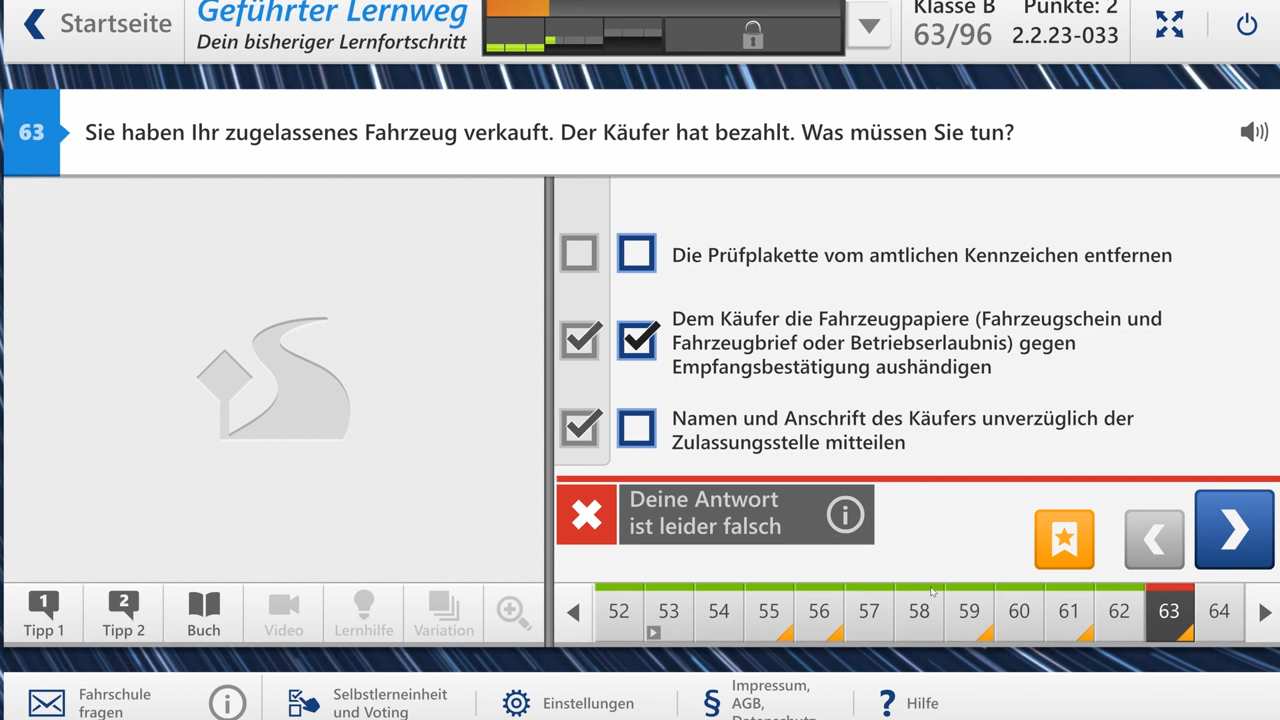 Startseite
Geführter Lernweg
Dein bisheriger Lernfortschritt
Klasse B
63/96
Punkte: 2
2.2.23-033
63
Sie haben Ihr zugelassenes Fahrzeug verkauft. Der Käufer hat bezahlt. Was müssen Sie tun?
Die Prüfplakette vom amtlichen Kennzeichen entfernen
Dem Käufer die Fahrzeugpapiere (Fahrzeugschein und
Fahrzeugbrief oder Betriebserlaubnis) gegen
Empfangsbestätigung aushändigen
Namen und Anschrift des Käufers unverzüglich der
Zulassungsstelle mitteilen
Deine Antwort
ist leider falsch
1
Tipp 1
2
Tipp 2
Buch
Video
Lernhilfe
Variation
52 53 54 55 56 57 58 59 60 61 62 63 64
Fahrschule
fragen
Selbstlerneinheit
und Voting
Einstellungen
§
Impressum,
AGB,
Datenschutz
?
Hilfe